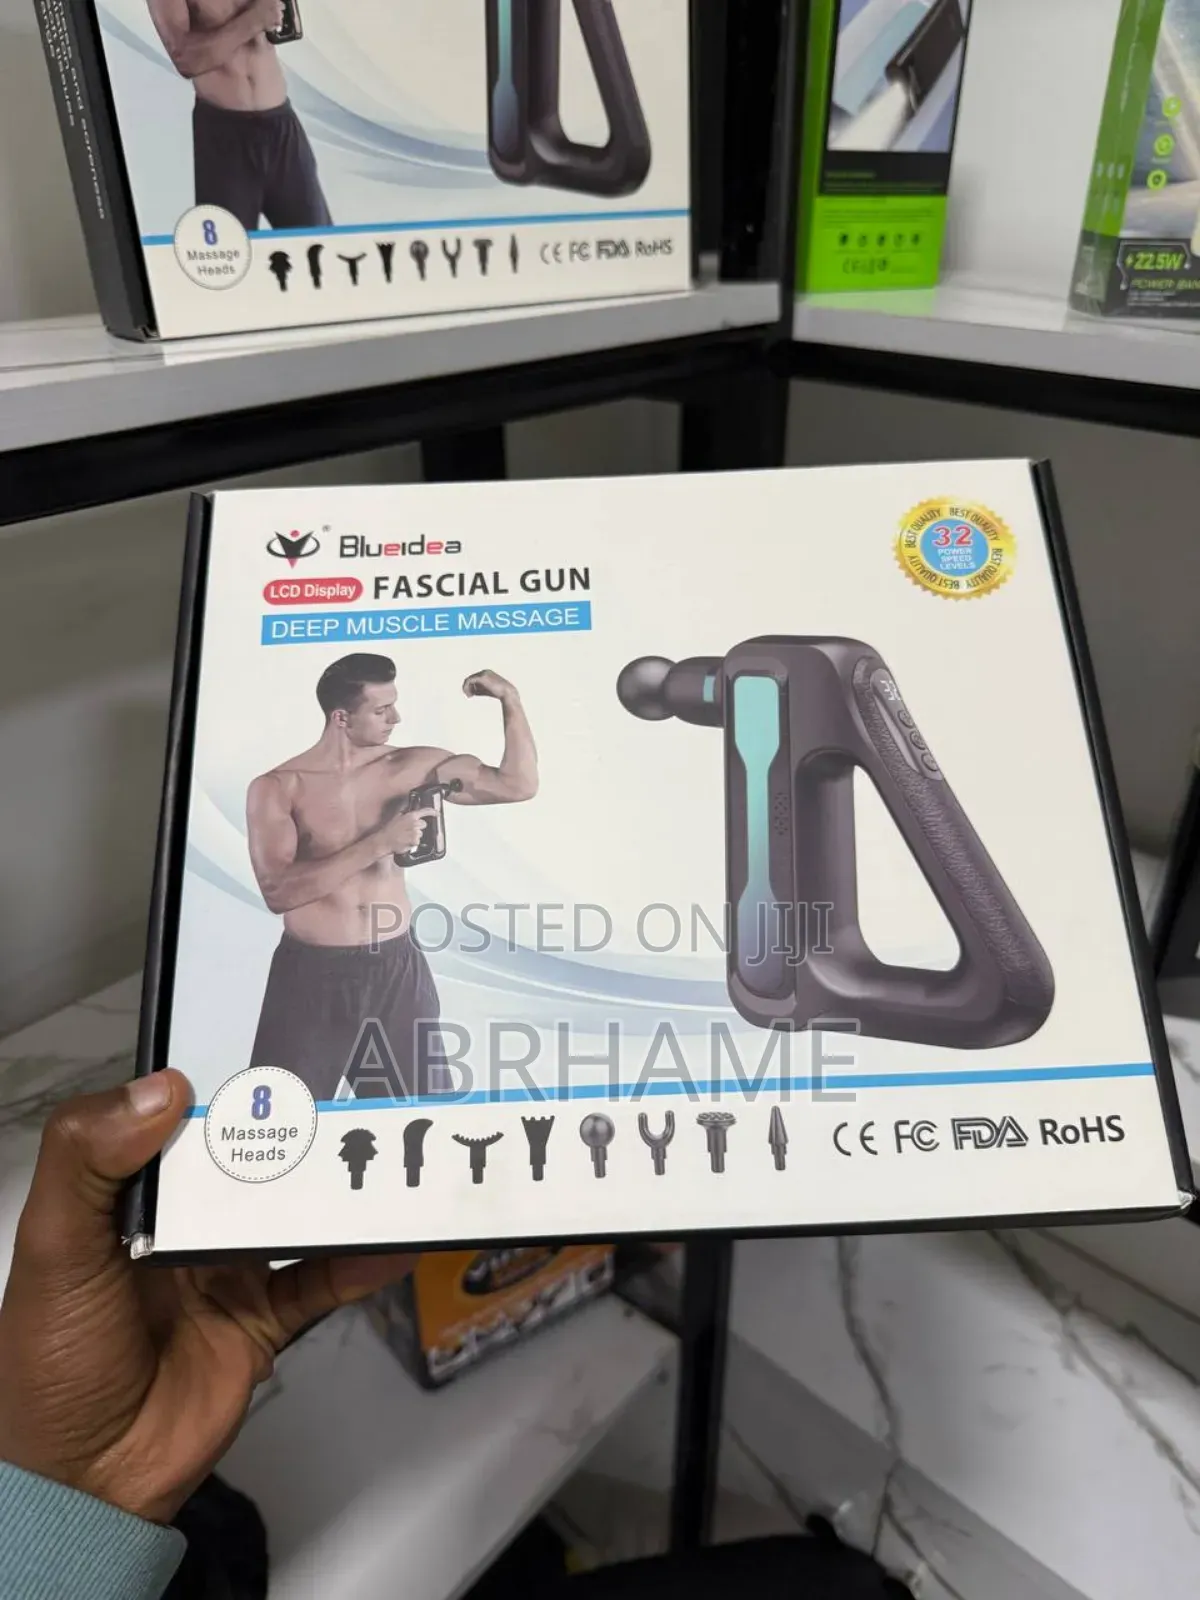 8
Massage
Heads
CE FC FDA RoHS
+22.5W
POWER BANK
Blueidea
®
LCD Display FASCIAL GUN
DEEP MUSCLE MASSAGE
BEST QUALITY BEST QUALITY BEST QUALITY BEST QUALITY
32
POWER
SPEED
LEVELS
POSTED ON JIJI
ABRHAME
8
Massage
Heads
CE FC FDA RoHS